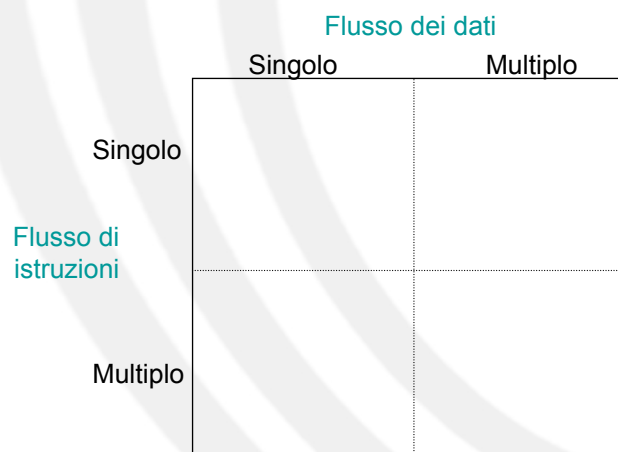 Flusso dei dati
Singolo Multiplo
Singolo
Flusso di
istruzioni
Multiplo